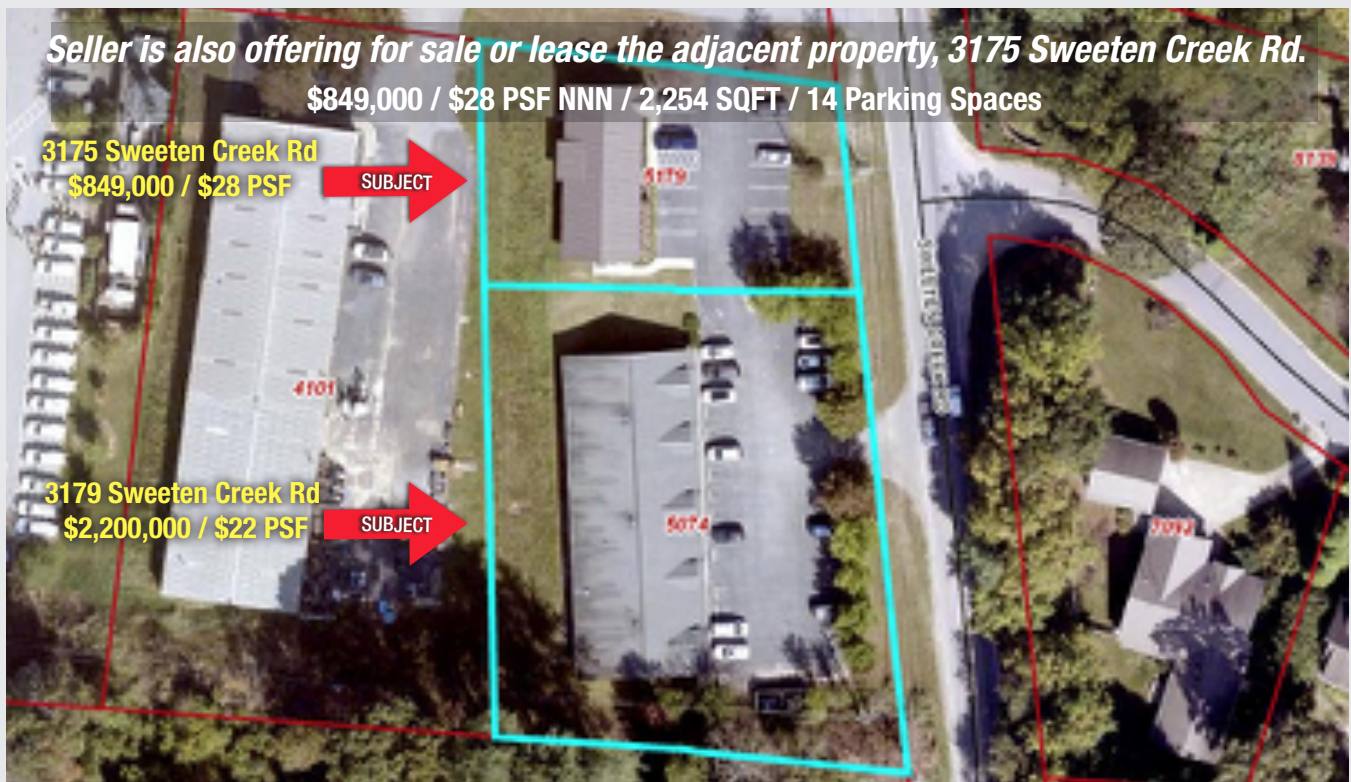 Seller is also offering for sale or lease the adjacent property, 3175 Sweeten Creek Rd.
$849,000 / $28 PSF NNN / 2,254 SQFT / 14 Parking Spaces
3175 Sweeten Creek Rd
$849,000 / $28 PSF
SUBJECT
5179
4101
3179 Sweeten Creek Rd
$2,200,000 / $22 PSF
SUBJECT
5074